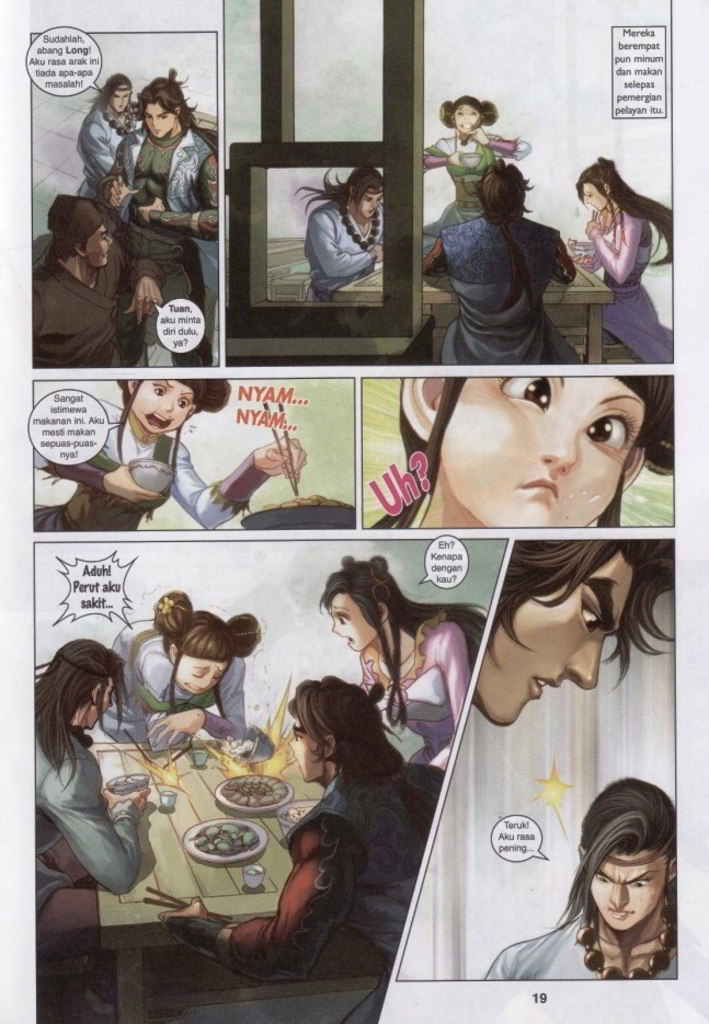 Sudahlah,
abang Long!
Aku rasa arak ini
tiada apa-apa
masalah!
Tuan,
aku minta
diri dulu,
ya?
Mereka
berempat
pun minum
dan makan
selepas
pemergian
pelayan itu.
Sangat
istimewa
makanan ini. Aku
mesti makan
sepuas-puas-
nya!
NYAM...
NYAM...
Uh?
Aduh!
Perut aku
sakit...
Eh?
Kenapa
dengan
kau?
Teruk!
Aku rasa
pening...
19